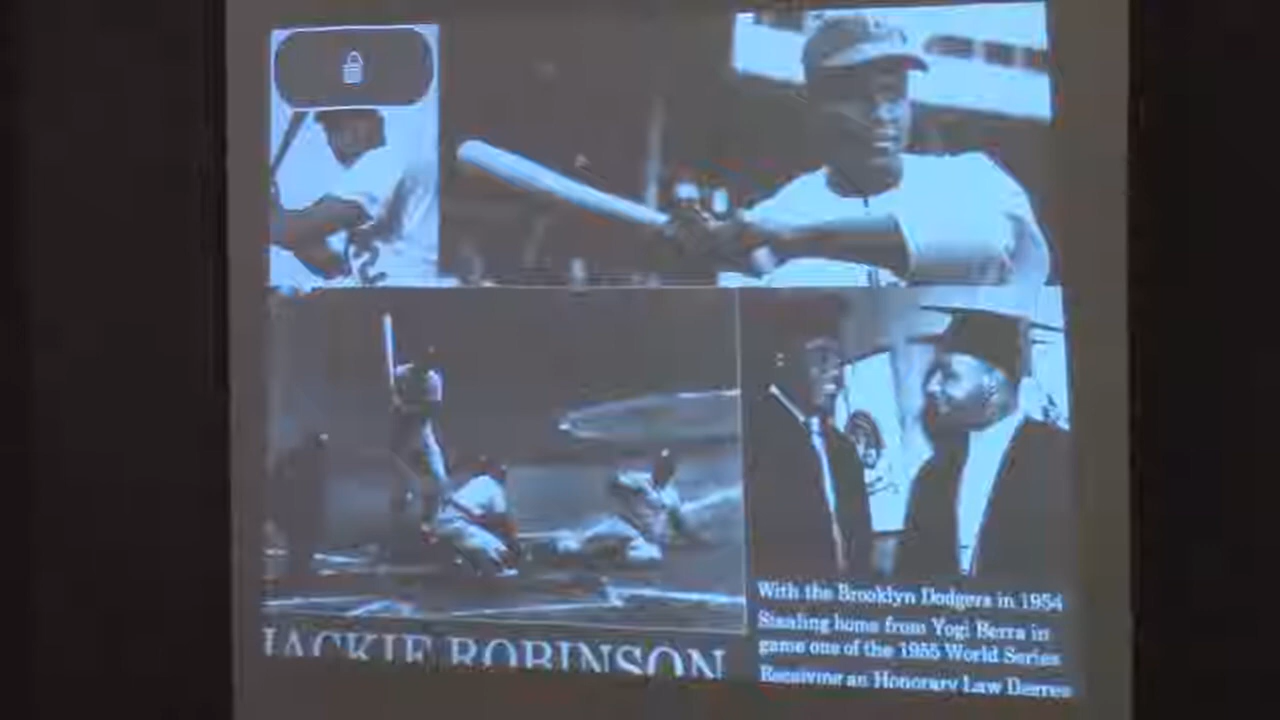 JACKIE ROBINSON
With the Brooklyn Dodgers in 1954
Stealing home from Yogi Berra in
game one of the 1955 World Series
Receiving an Honorary Law Degree